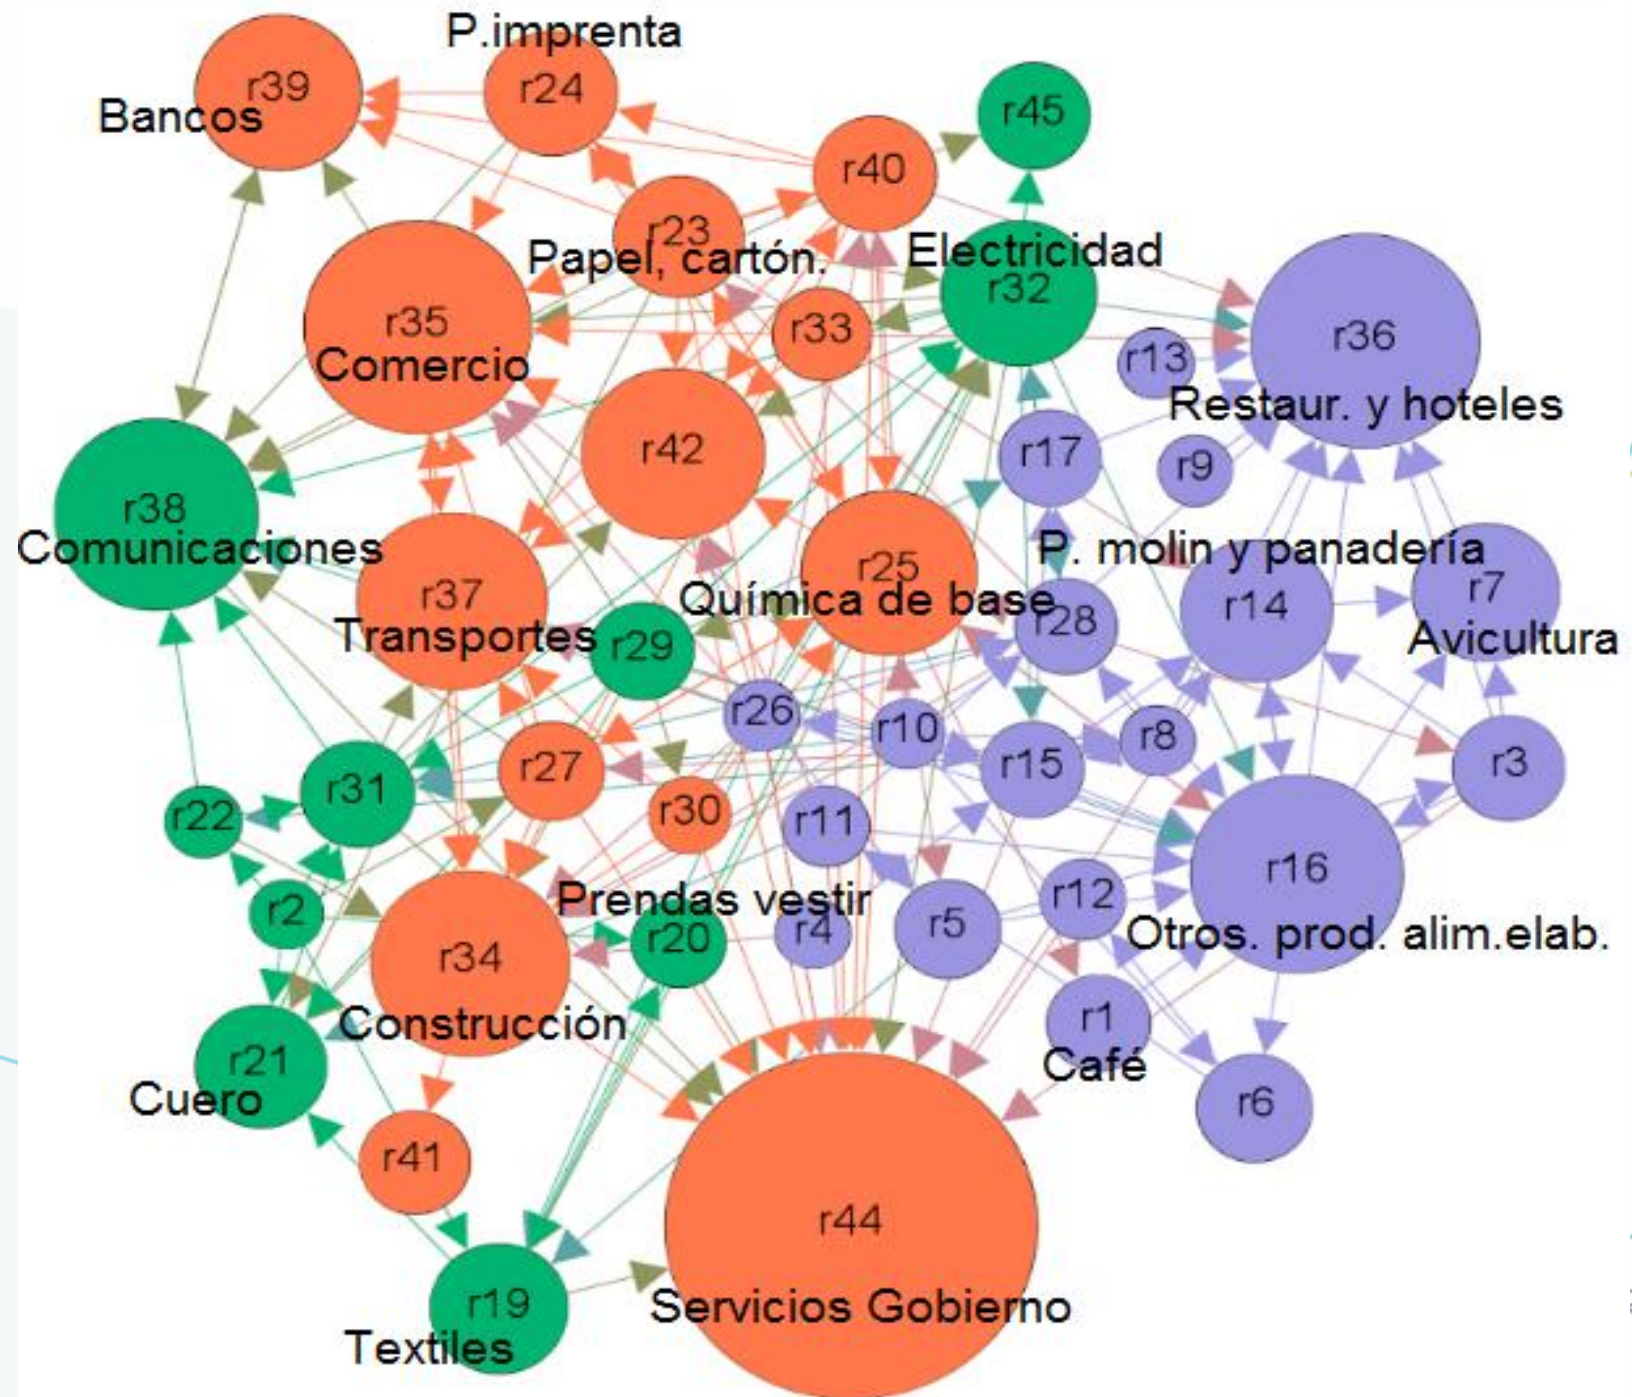 P.imprenta
r39
r24
Bancos
r45
r40
r23
Papel, cartón.
Electricidad
r32
r35
r33
r36
Comercio
r13
Restaur. y hoteles
r42
r17
r9
r38
Comunicaciones
P. molin y panadería
r25
r7
r37
Química de base
r28
r14
Transportes
r29
Avicultura
r26
r10
r8
r15
r3
r27
r31
r30
r22
r11
r16
r2
Prendas vestir
r12
r20
r4
r5
Otros. prod. alim.elab.
r34
Construcción
r1
r21
Café
Cuero
r6
r41
r44
r19
Servicios Gobierno
Textiles